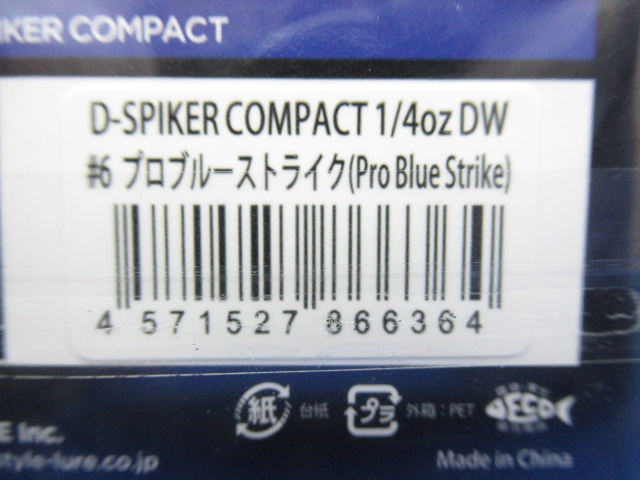 IKER COMPACT
D-SPIKER COMPACT 1/4oz DW
#6 プロブルーストライク(Pro Blue Strike)
4 571527 866364
紙 台紙 プラ 外箱:PET ECO
E Inc.
style-lure.co.jp
Made in China